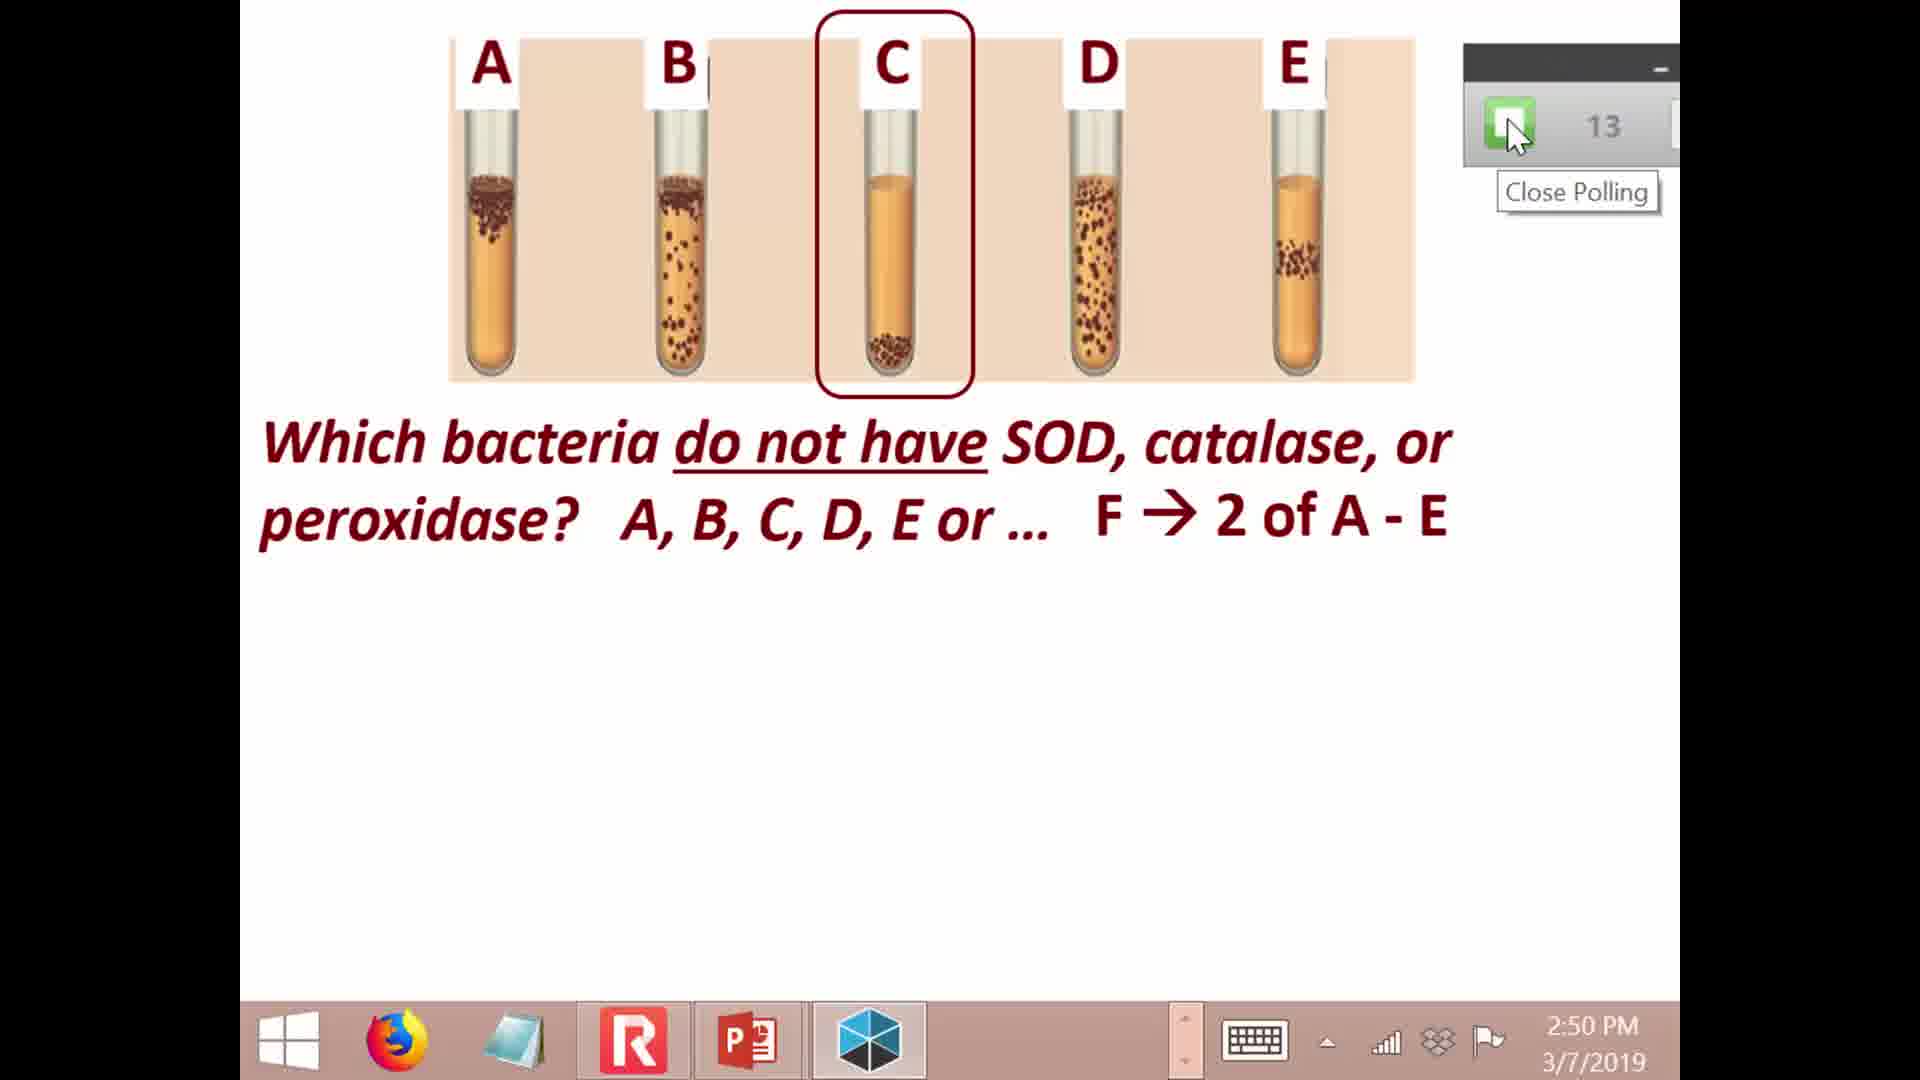 A B C D E
13
Close Polling
Which bacteria do not have SOD, catalase, or
peroxidase? A, B, C, D, E or ... F → 2 of A - E
R
P
2:50 PM
3/7/2019